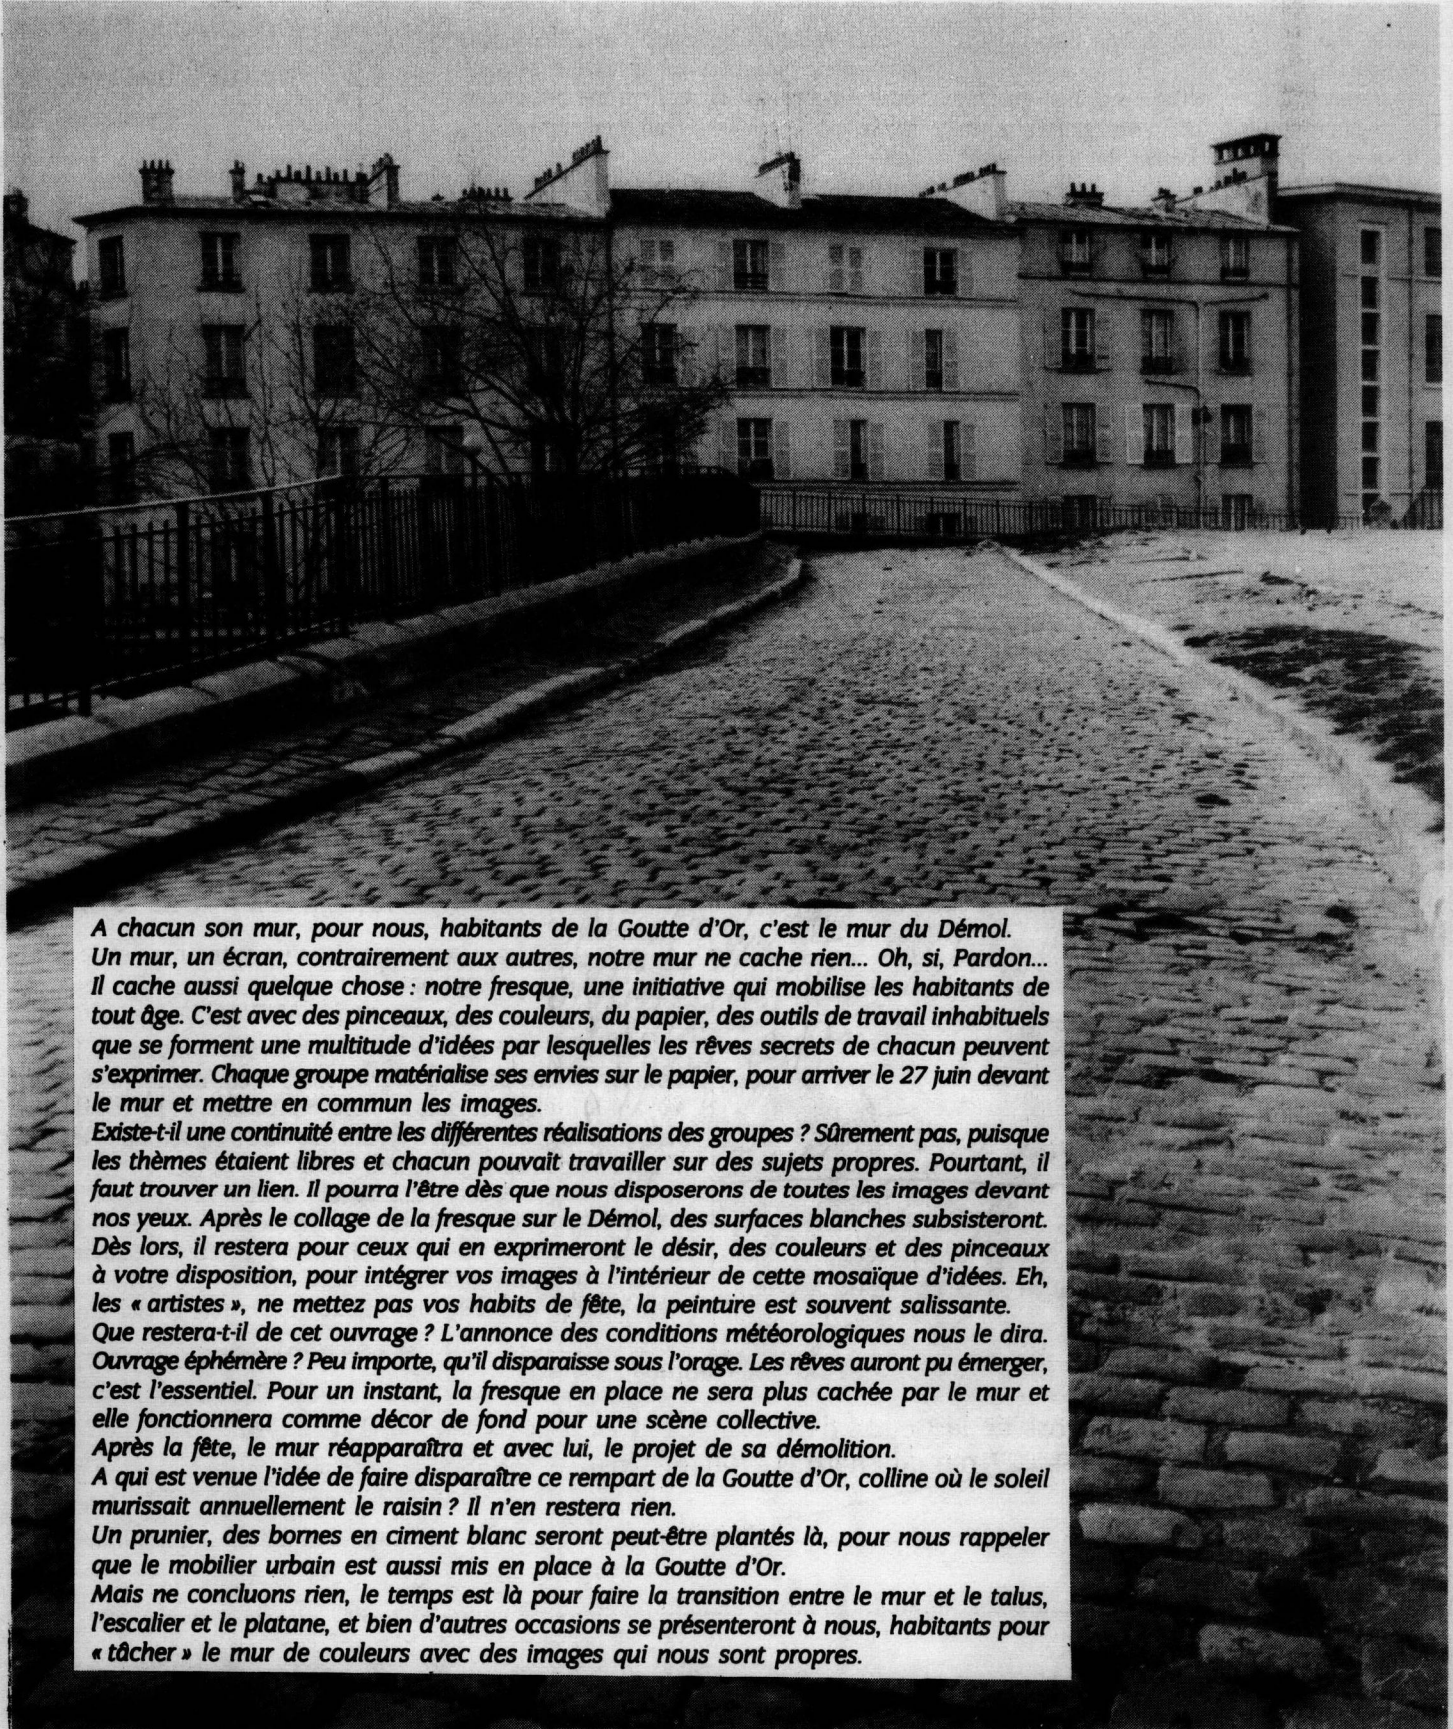 A chacun son mur, pour nous, habitants de la Goutte d'Or, c'est le mur du Démol.
Un mur, un écran, contrairement aux autres, notre mur ne cache rien... Oh, si, Pardon...
Il cache aussi quelque chose : notre fresque, une initiative qui mobilise les habitants de
tout âge. C'est avec des pinceaux, des couleurs, du papier, des outils de travail inhabituels
que se forment une multitude d'idées par lesquelles les rêves secrets de chacun peuvent
s'exprimer. Chaque groupe matérialise ses envies sur le papier, pour arriver le 27 juin devant
le mur et mettre en commun les images.
Existe-t-il une continuité entre les différentes réalisations des groupes ? Sûrement pas, puisque
les thèmes étaient libres et chacun pouvait travailler sur des sujets propres. Pourtant, il
faut trouver un lien. Il pourra l'être dès que nous disposerons de toutes les images devant
nos yeux. Après le collage de la fresque sur le Démol, des surfaces blanches subsisteront.
Dès lors, il restera pour ceux qui en exprimeront le désir, des couleurs et des pinceaux
à votre disposition, pour intégrer vos images à l'intérieur de cette mosaïque d'idées. Eh,
les « artistes », ne mettez pas vos habits de fête, la peinture est souvent salissante.
Que restera-t-il de cet ouvrage ? L'annonce des conditions météorologiques nous le dira.
Ouvrage éphémère ? Peu importe, qu'il disparaisse sous l'orage. Les rêves auront pu émerger,
c'est l'essentiel. Pour un instant, la fresque en place ne sera plus cachée par le mur et
elle fonctionnera comme décor de fond pour une scène collective.
Après la fête, le mur réapparaîtra et avec lui, le projet de sa démolition.
A qui est venue l'idée de faire disparaître ce rempart de la Goutte d'Or, colline où le soleil
murissait annuellement le raisin ? Il n'en restera rien.
Un prunier, des bornes en ciment blanc seront peut-être plantés là, pour nous rappeler
que le mobilier urbain est aussi mis en place à la Goutte d'Or.
Mais ne concluons rien, le temps est là pour faire la transition entre le mur et le talus,
l'escalier et le platane, et bien d'autres occasions se présenteront à nous, habitants pour
« tâcher » le mur de couleurs avec des images qui nous sont propres.